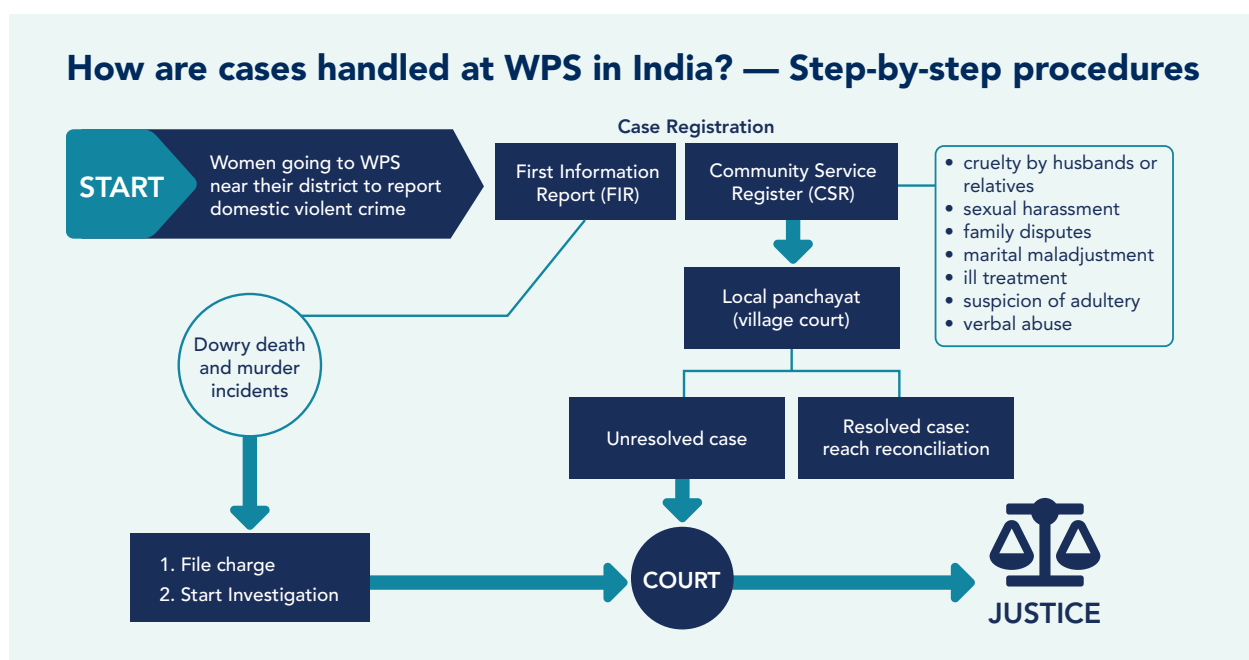 How are cases handled at WPS in India? — Step-by-step procedures
START
Women going to WPS
near their district to report
domestic violent crime
Case Registration
First Information
Report (FIR)
Community Service
Register (CSR)
• cruelty by husbands or
relatives
• sexual harassment
• family disputes
• marital maladjustment
• ill treatment
• suspicion of adultery
• verbal abuse
Local panchayat
(village court)
Dowry death
and murder
incidents
Unresolved case
Resolved case:
reach reconciliation
1. File charge
2. Start Investigation
COURT
JUSTICE